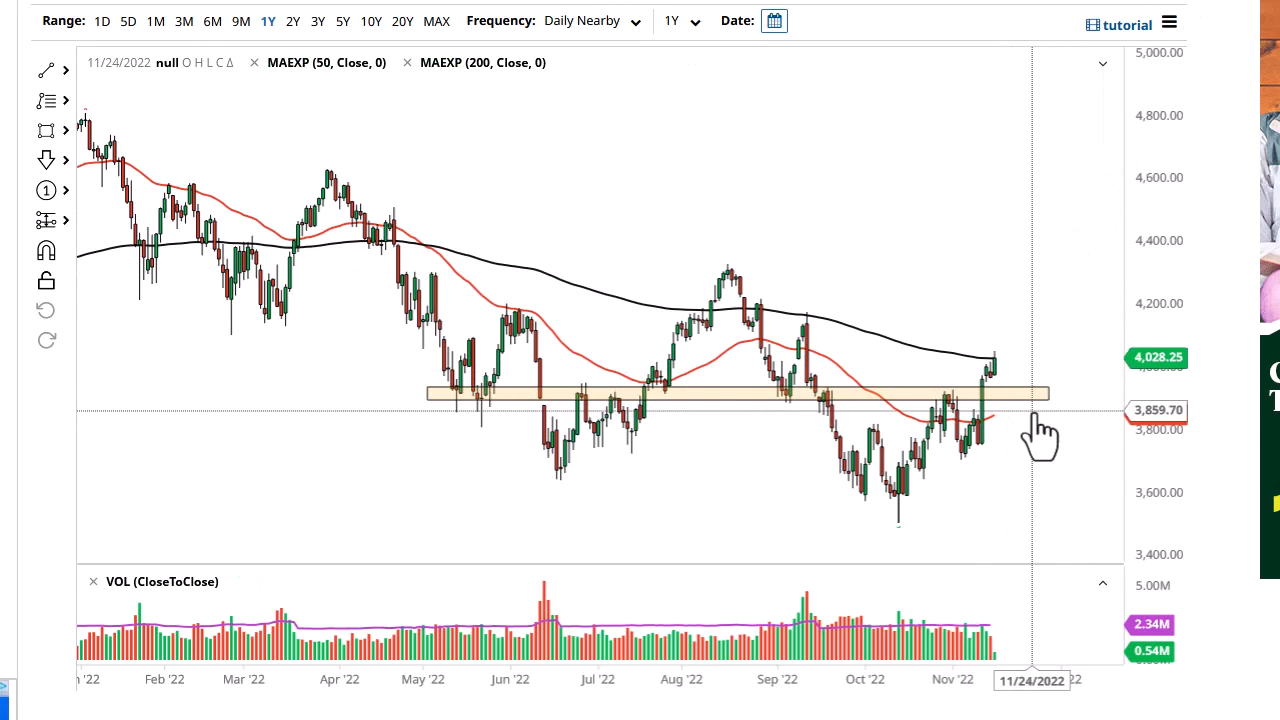 Range: 1D 5D 1M 3M 6M 9M 1Y 2Y 3Y 5Y 10Y 20Y MAX Frequency: Daily Nearby 1Y Date: tutorial
11/24/2022 null O H L C Δ MAEXP (50, Close, 0) MAEXP (200, Close, 0)
5,000.00
4,800.00
4,600.00
4,400.00
4,200.00
4,028.25
3,859.70
3,800.00
3,600.00
3,400.00
1
VOL (CloseToClose)
5.00M
2.34M
0.54M
'22 Feb '22 Mar '22 Apr '22 May '22 Jun '22 Jul '22 Aug '22 Sep '22 Oct '22 Nov '22 11/24/2022 22